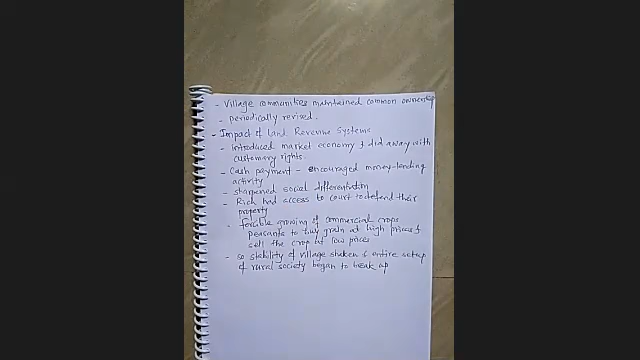 - Village communities maintained common ownership
- periodically revised.
- Impact of Land Revenue Systems
- introduced market economy & did away with
customary rights.
- Cash payment - encouraged money-lending
activity
- sharpened social differentiation
- Rich had access to court to defend their
property
- forcible growing of commercial crops
peasants to buy grain at high prices &
sell the crop at low prices
- so stability of village shaken & entire setup
of rural society began to break up